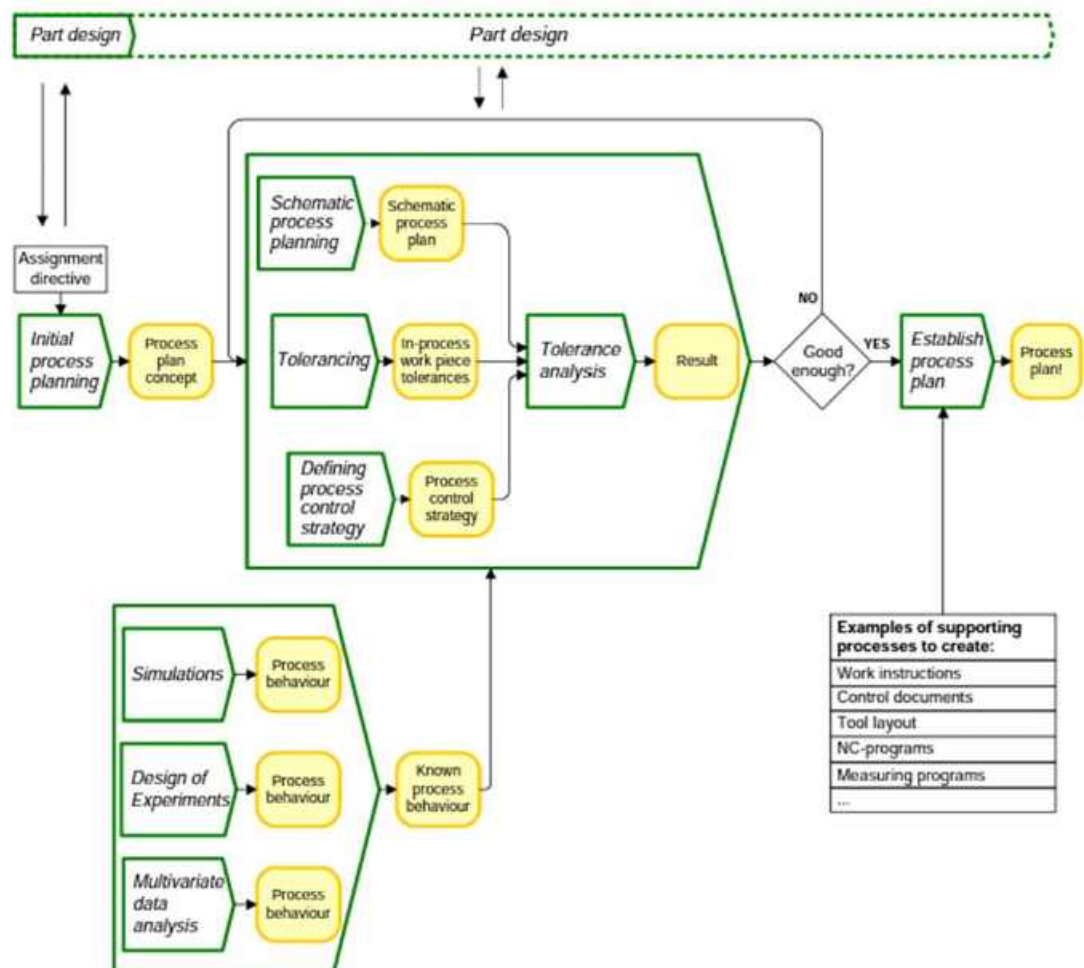 Part design
Part design
Assignment
directive
Initial
process
planning
Process
plan
concept
Schematic
process
planning
Schematic
process
plan
Tolerancing
In-process
work piece
tolerances
Defining
process
control
strategy
Process
control
strategy
Tolerance
analysis
Result
NO
Good
enough?
YES
Establish
process
plan
Process
plan!
Simulations
Process
behaviour
Design of
Experiments
Process
behaviour
Multivariate
data
analysis
Process
behaviour
Known
process
behaviour
Examples of supporting
processes to create:
Work instructions
Control documents
Tool layout
NC-programs
Measuring programs
...